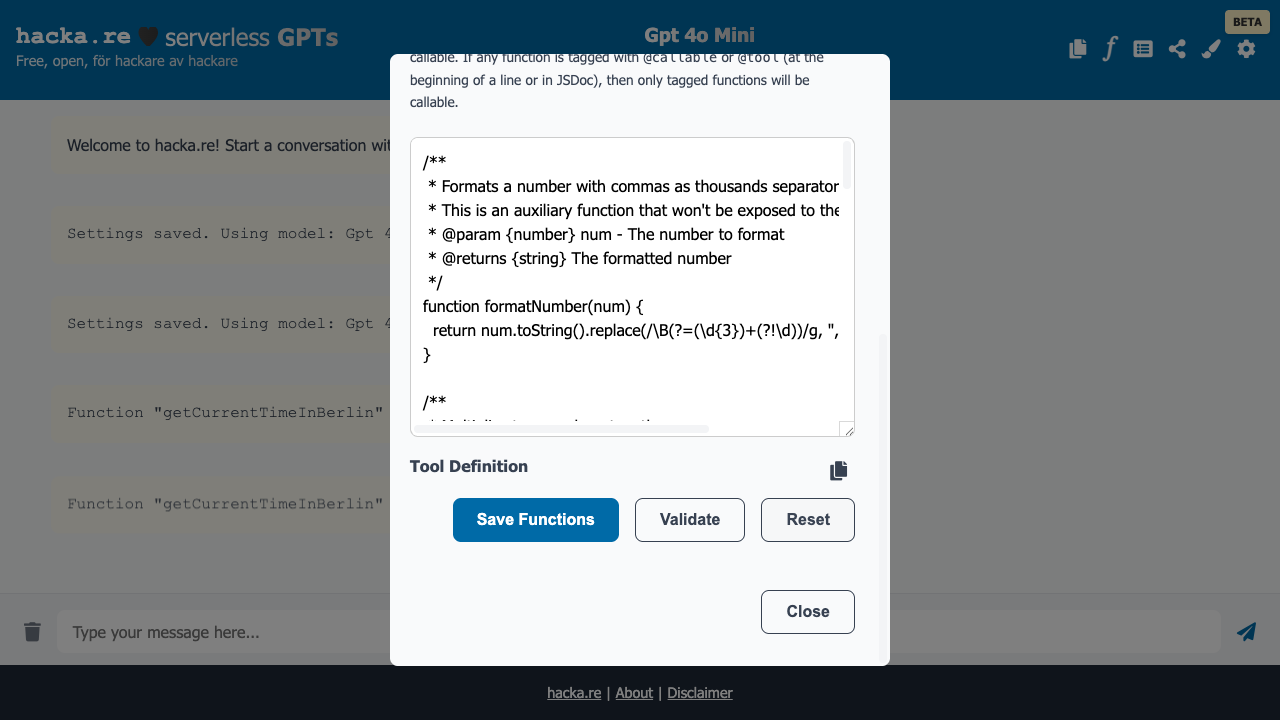 hacka.re 🖤 serverless GPTs
Free, open, för hackare av hackare
Gpt 4o Mini
BETA
callable. If any function is tagged with @callable or @tool (at the
beginning of a line or in JSDoc), then only tagged functions will be
callable.
Welcome to hacka.re! Start a conversation wit
Settings saved. Using model: Gpt 4
Settings saved. Using model: Gpt 4
Function "getCurrentTimeInBerlin"
Function "getCurrentTimeInBerlin"
/**
 * Formats a number with commas as thousands separator
 * This is an auxiliary function that won't be exposed to the
 * @param {number} num - The number to format
 * @returns {string} The formatted number
 */
function formatNumber(num) {
  return num.toString().replace(/\B(?=(\d{3})+(?!\d))/g, ",
}
/**
Tool Definition
Save Functions
Validate
Reset
Close
Type your message here...
hacka.re | About | Disclaimer